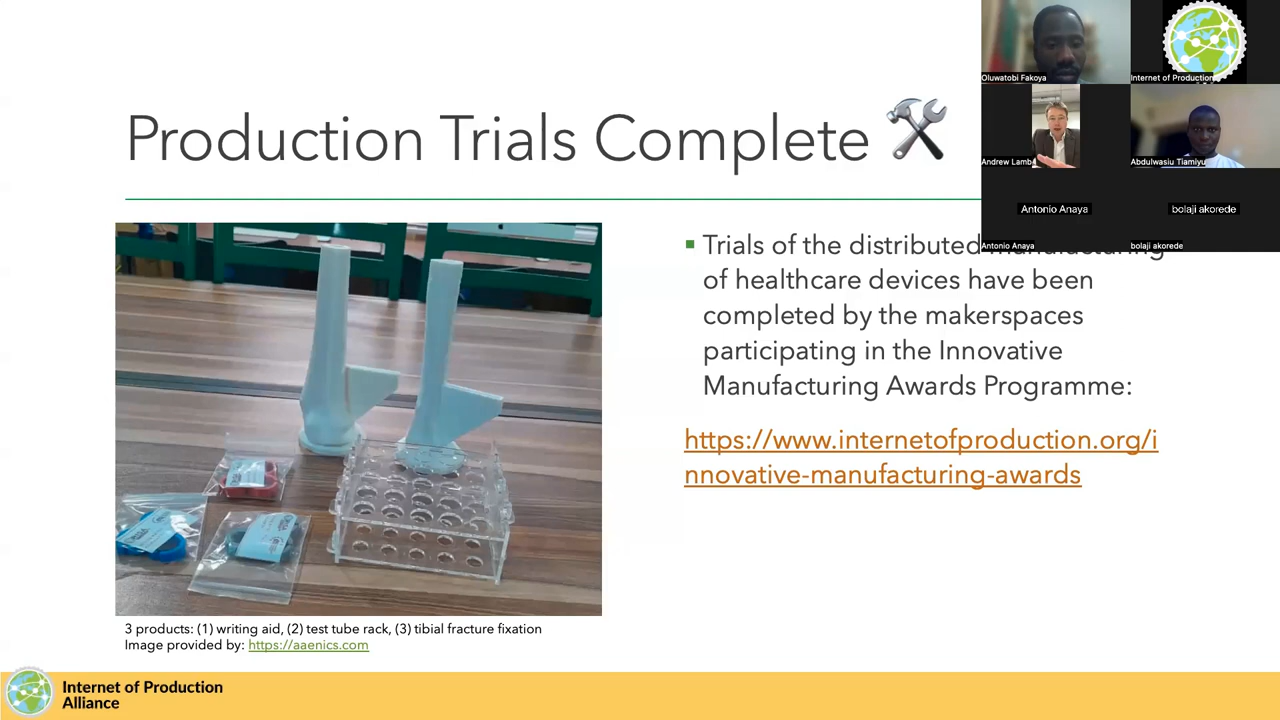 Production Trials Complete
Oluwatobi Fakoya
Internet of Production
Andrew Lamb
Abdulwasiu Tiamiyu
Antonio Anaya
bolaji akorede
Antonio Anaya
bolaji akorede
Trials of the distributed manufacturing
of healthcare devices have been
completed by the makerspaces
participating in the Innovative
Manufacturing Awards Programme:
https://www.internetofproduction.org/i
nnovative-manufacturing-awards
3 products: (1) writing aid, (2) test tube rack, (3) tibial fracture fixation
Image provided by: https://aaenics.com
Internet of Production
Alliance